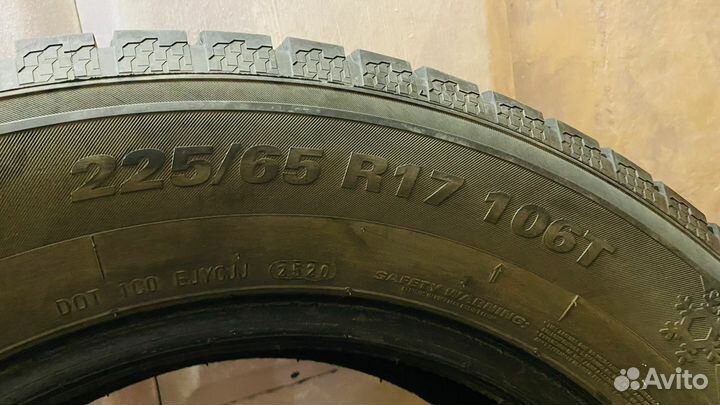 225/65 R17 106T
DOT 1C0 EJYCJJ 2520
SAFETY WARNING:
Avito